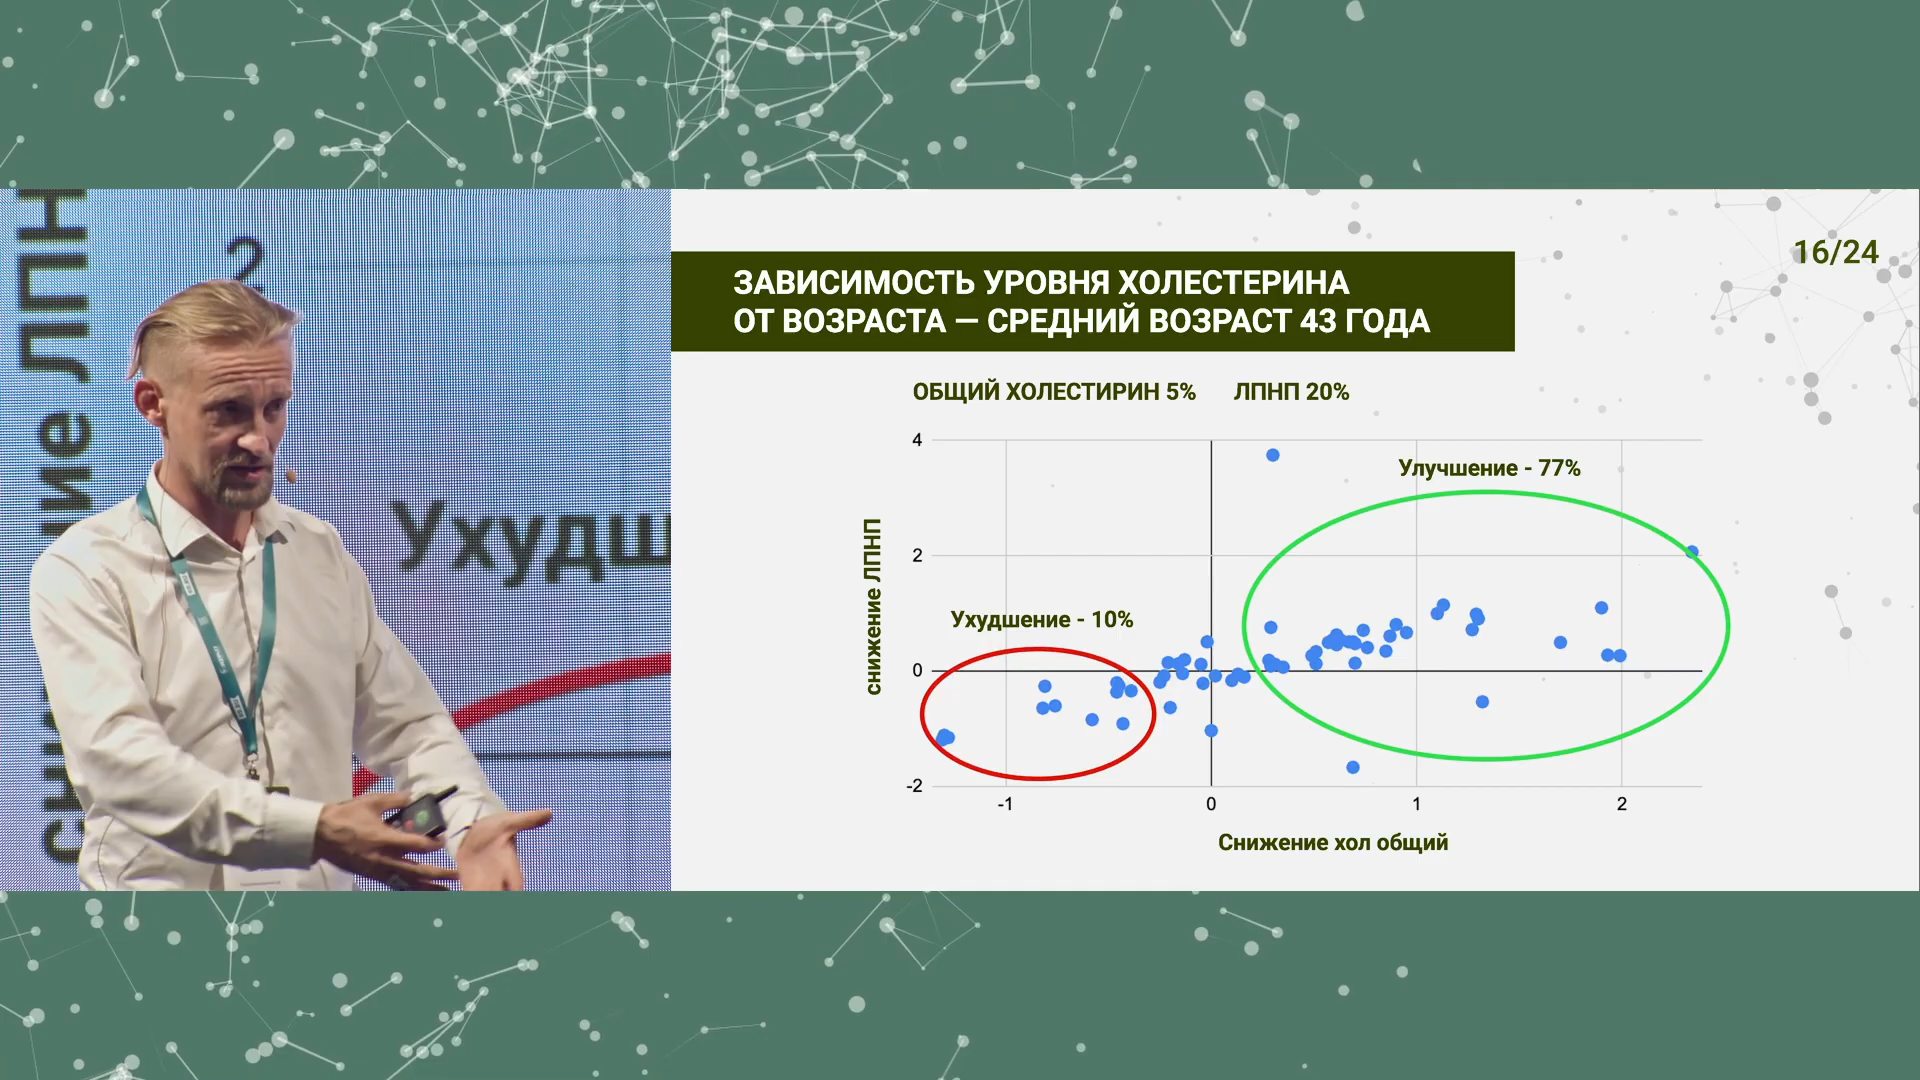 снижение ЛПН
2
Ухудш
16/24
ЗАВИСИМОСТЬ УРОВНЯ ХОЛЕСТЕРИНА
ОТ ВОЗРАСТА — СРЕДНИЙ ВОЗРАСТ 43 ГОДА
ОБЩИЙ ХОЛЕСТИРИН 5% ЛПНП 20%
4
2
0
-2
снижение ЛПНП
Улучшение - 77%
Ухудшение - 10%
-1
0
1
2
Снижение хол общий